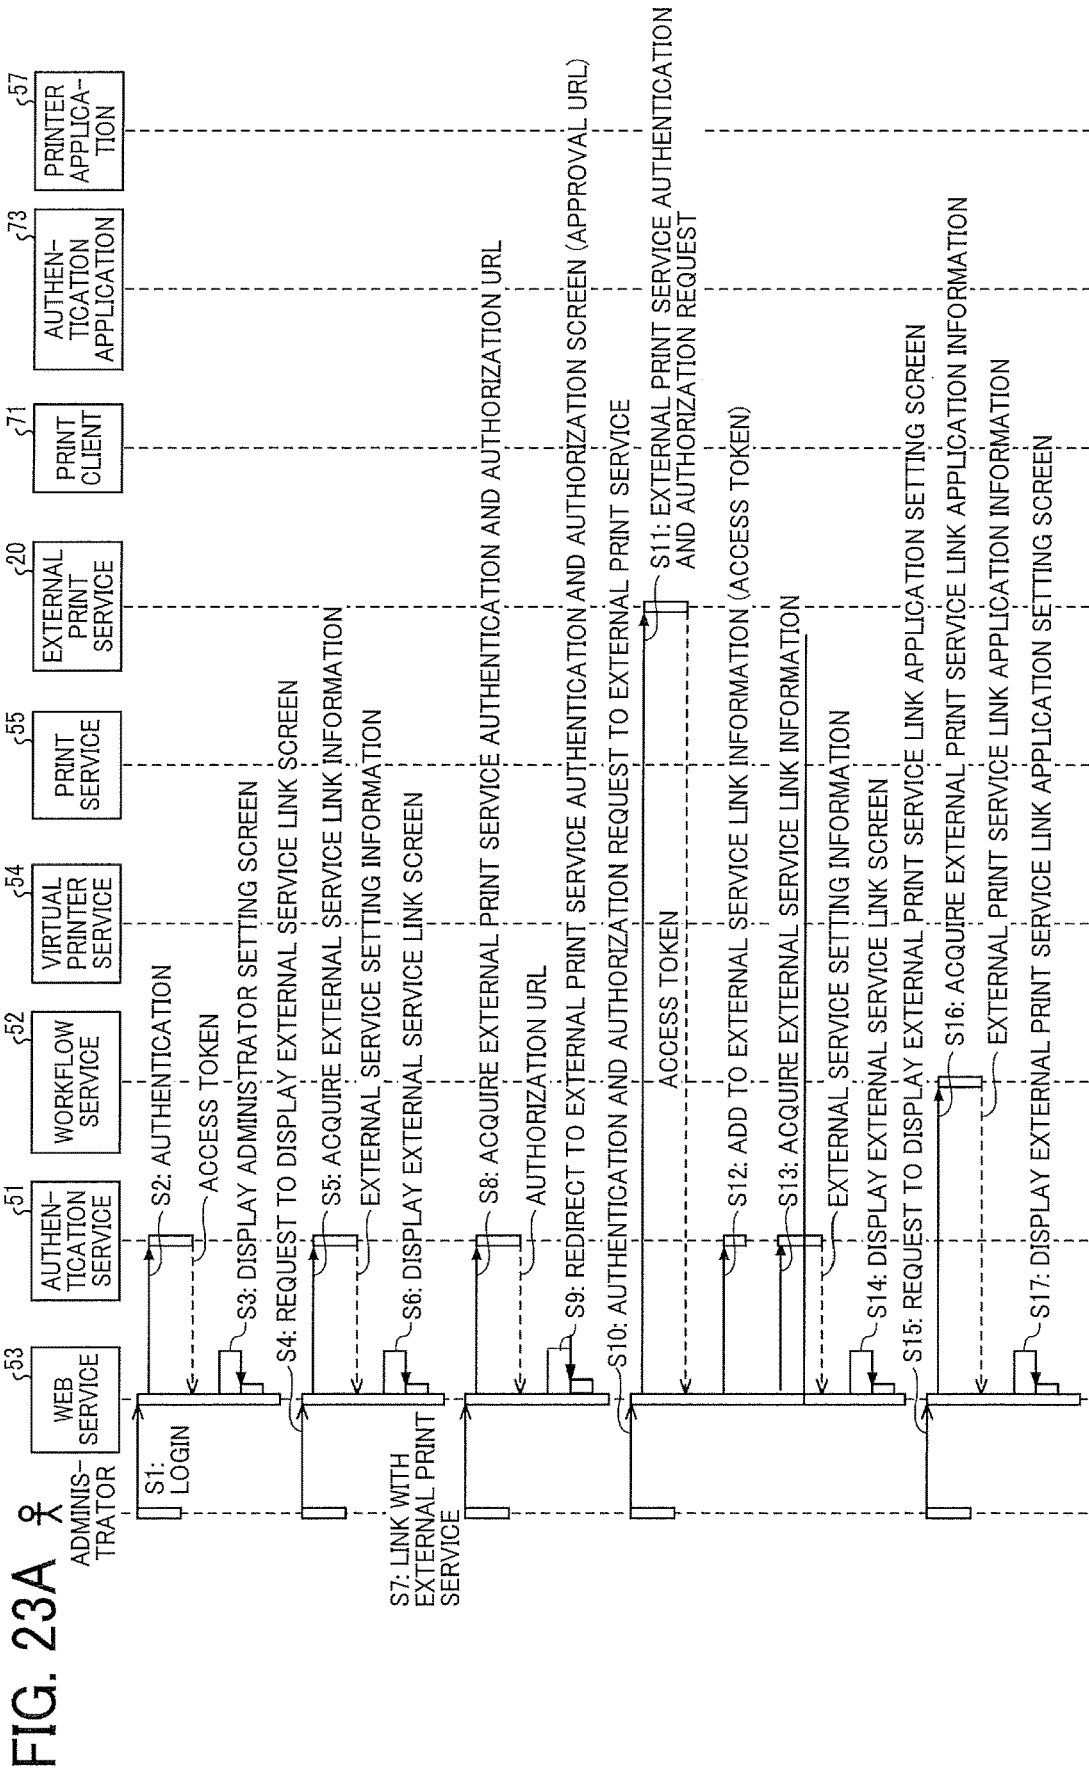 FIG. 23A
ADMINIS-
TRATOR
53
WEB
SERVICE
51
AUTHEN-
TICATION
SERVICE
52
WORKFLOW
SERVICE
54
VIRTUAL
PRINTER
SERVICE
55
PRINT
SERVICE
20
EXTERNAL
PRINT
SERVICE
71
PRINT
CLIENT
73
AUTHEN-
TICATION
APPLICATION
57
PRINTER
APPLICA-
TION
S1:
LOGIN
S2: AUTHENTICATION
ACCESS TOKEN
S3: DISPLAY ADMINISTRATOR SETTING SCREEN
S4: REQUEST TO DISPLAY EXTERNAL SERVICE LINK SCREEN
S5: ACQUIRE EXTERNAL SERVICE LINK INFORMATION
EXTERNAL SERVICE SETTING INFORMATION
S6: DISPLAY EXTERNAL SERVICE LINK SCREEN
S7: LINK WITH
EXTERNAL PRINT
SERVICE
S8: ACQUIRE EXTERNAL PRINT SERVICE AUTHENTICATION AND AUTHORIZATION URL
AUTHORIZATION URL
S9: REDIRECT TO EXTERNAL PRINT SERVICE AUTHENTICATION AND AUTHORIZATION SCREEN (APPROVAL URL)
S10: AUTHENTICATION AND AUTHORIZATION REQUEST TO EXTERNAL PRINT SERVICE
S11: EXTERNAL PRINT SERVICE AUTHENTICATION
AND AUTHORIZATION REQUEST
ACCESS TOKEN
S12: ADD TO EXTERNAL SERVICE LINK INFORMATION (ACCESS TOKEN)
S13: ACQUIRE EXTERNAL SERVICE LINK INFORMATION
EXTERNAL SERVICE SETTING INFORMATION
S14: DISPLAY EXTERNAL SERVICE LINK SCREEN
S15: REQUEST TO DISPLAY EXTERNAL PRINT SERVICE LINK APPLICATION SETTING SCREEN
S16: ACQUIRE EXTERNAL PRINT SERVICE LINK APPLICATION INFORMATION
EXTERNAL PRINT SERVICE LINK APPLICATION INFORMATION
S17: DISPLAY EXTERNAL PRINT SERVICE LINK APPLICATION SETTING SCREEN